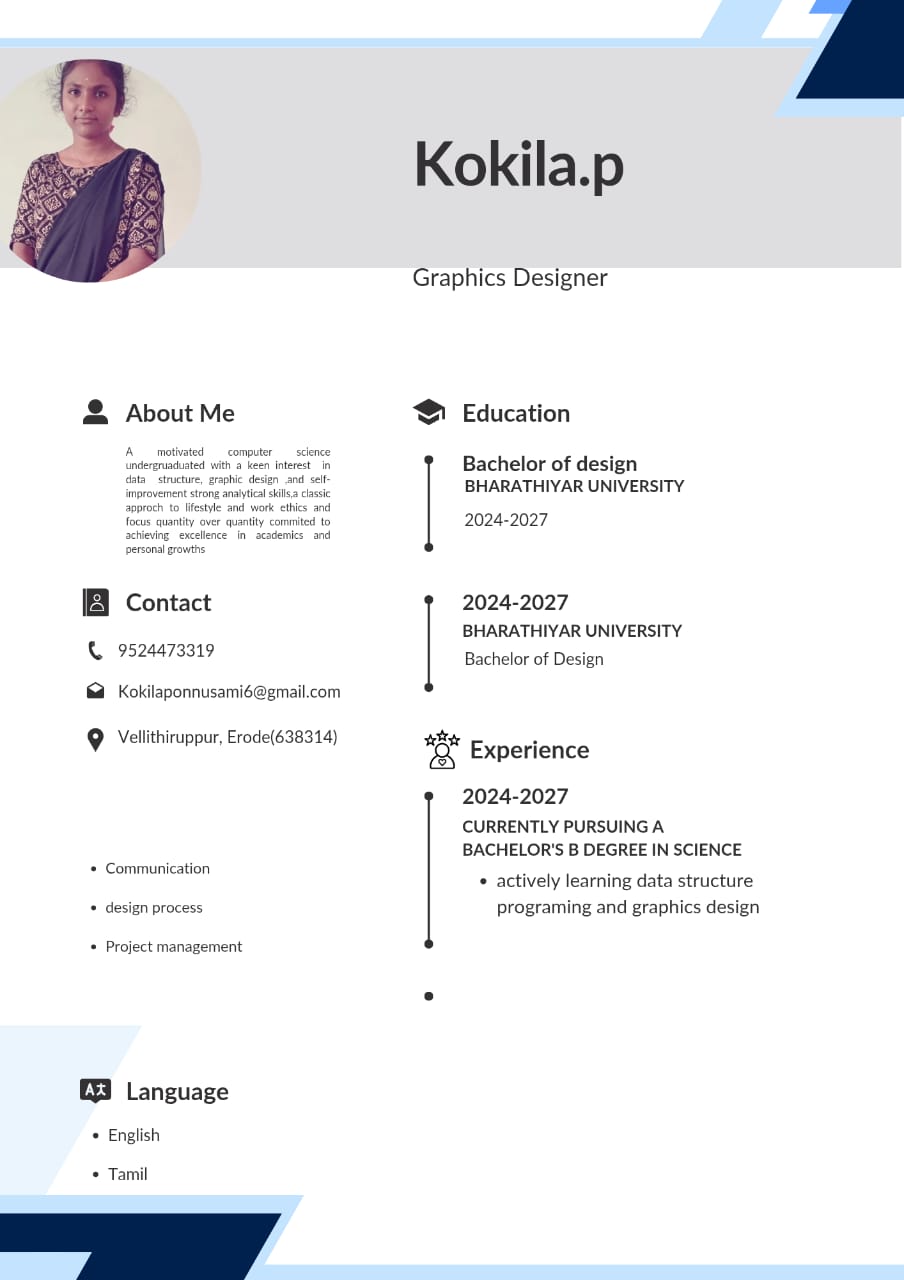 Kokila.p
Graphics Designer
About Me
A motivated computer science
undergruaduated with a keen interest in
data structure, graphic design ,and self-
improvement strong analytical skills,a classic
approch to lifestyle and work ethics and
focus quantity over quantity commited to
achieving excellence in academics and
personal growths
Contact
9524473319
Kokilaponnusami6@gmail.com
Vellithiruppur, Erode(638314)
• Communication
• design process
• Project management
Language
• English
• Tamil
Education
Bachelor of design
BHARATHIYAR UNIVERSITY
2024-2027
2024-2027
BHARATHIYAR UNIVERSITY
Bachelor of Design
Experience
2024-2027
CURRENTLY PURSUING A
BACHELOR'S B DEGREE IN SCIENCE
• actively learning data structure
programing and graphics design